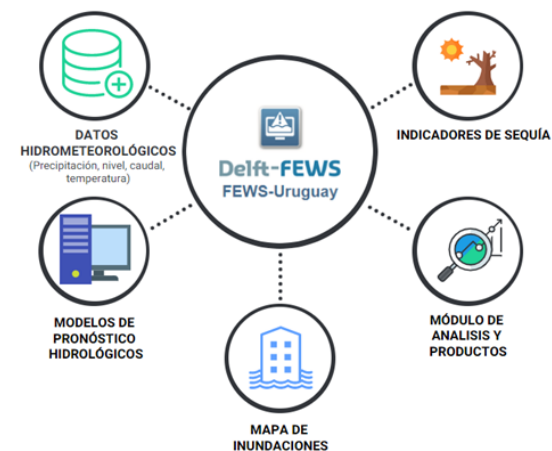 DATOS
HIDROMETEOROLÓGICOS
(Precipitación, nivel, caudal,
temperatura)
Delft-FEWS
FEWS-Uruguay
INDICADORES DE SEQUÍA
MODELOS DE
PRONÓSTICO
HIDROLÓGICOS
MÓDULO DE
ANALISIS Y
PRODUCTOS
MAPA DE
INUNDACIONES